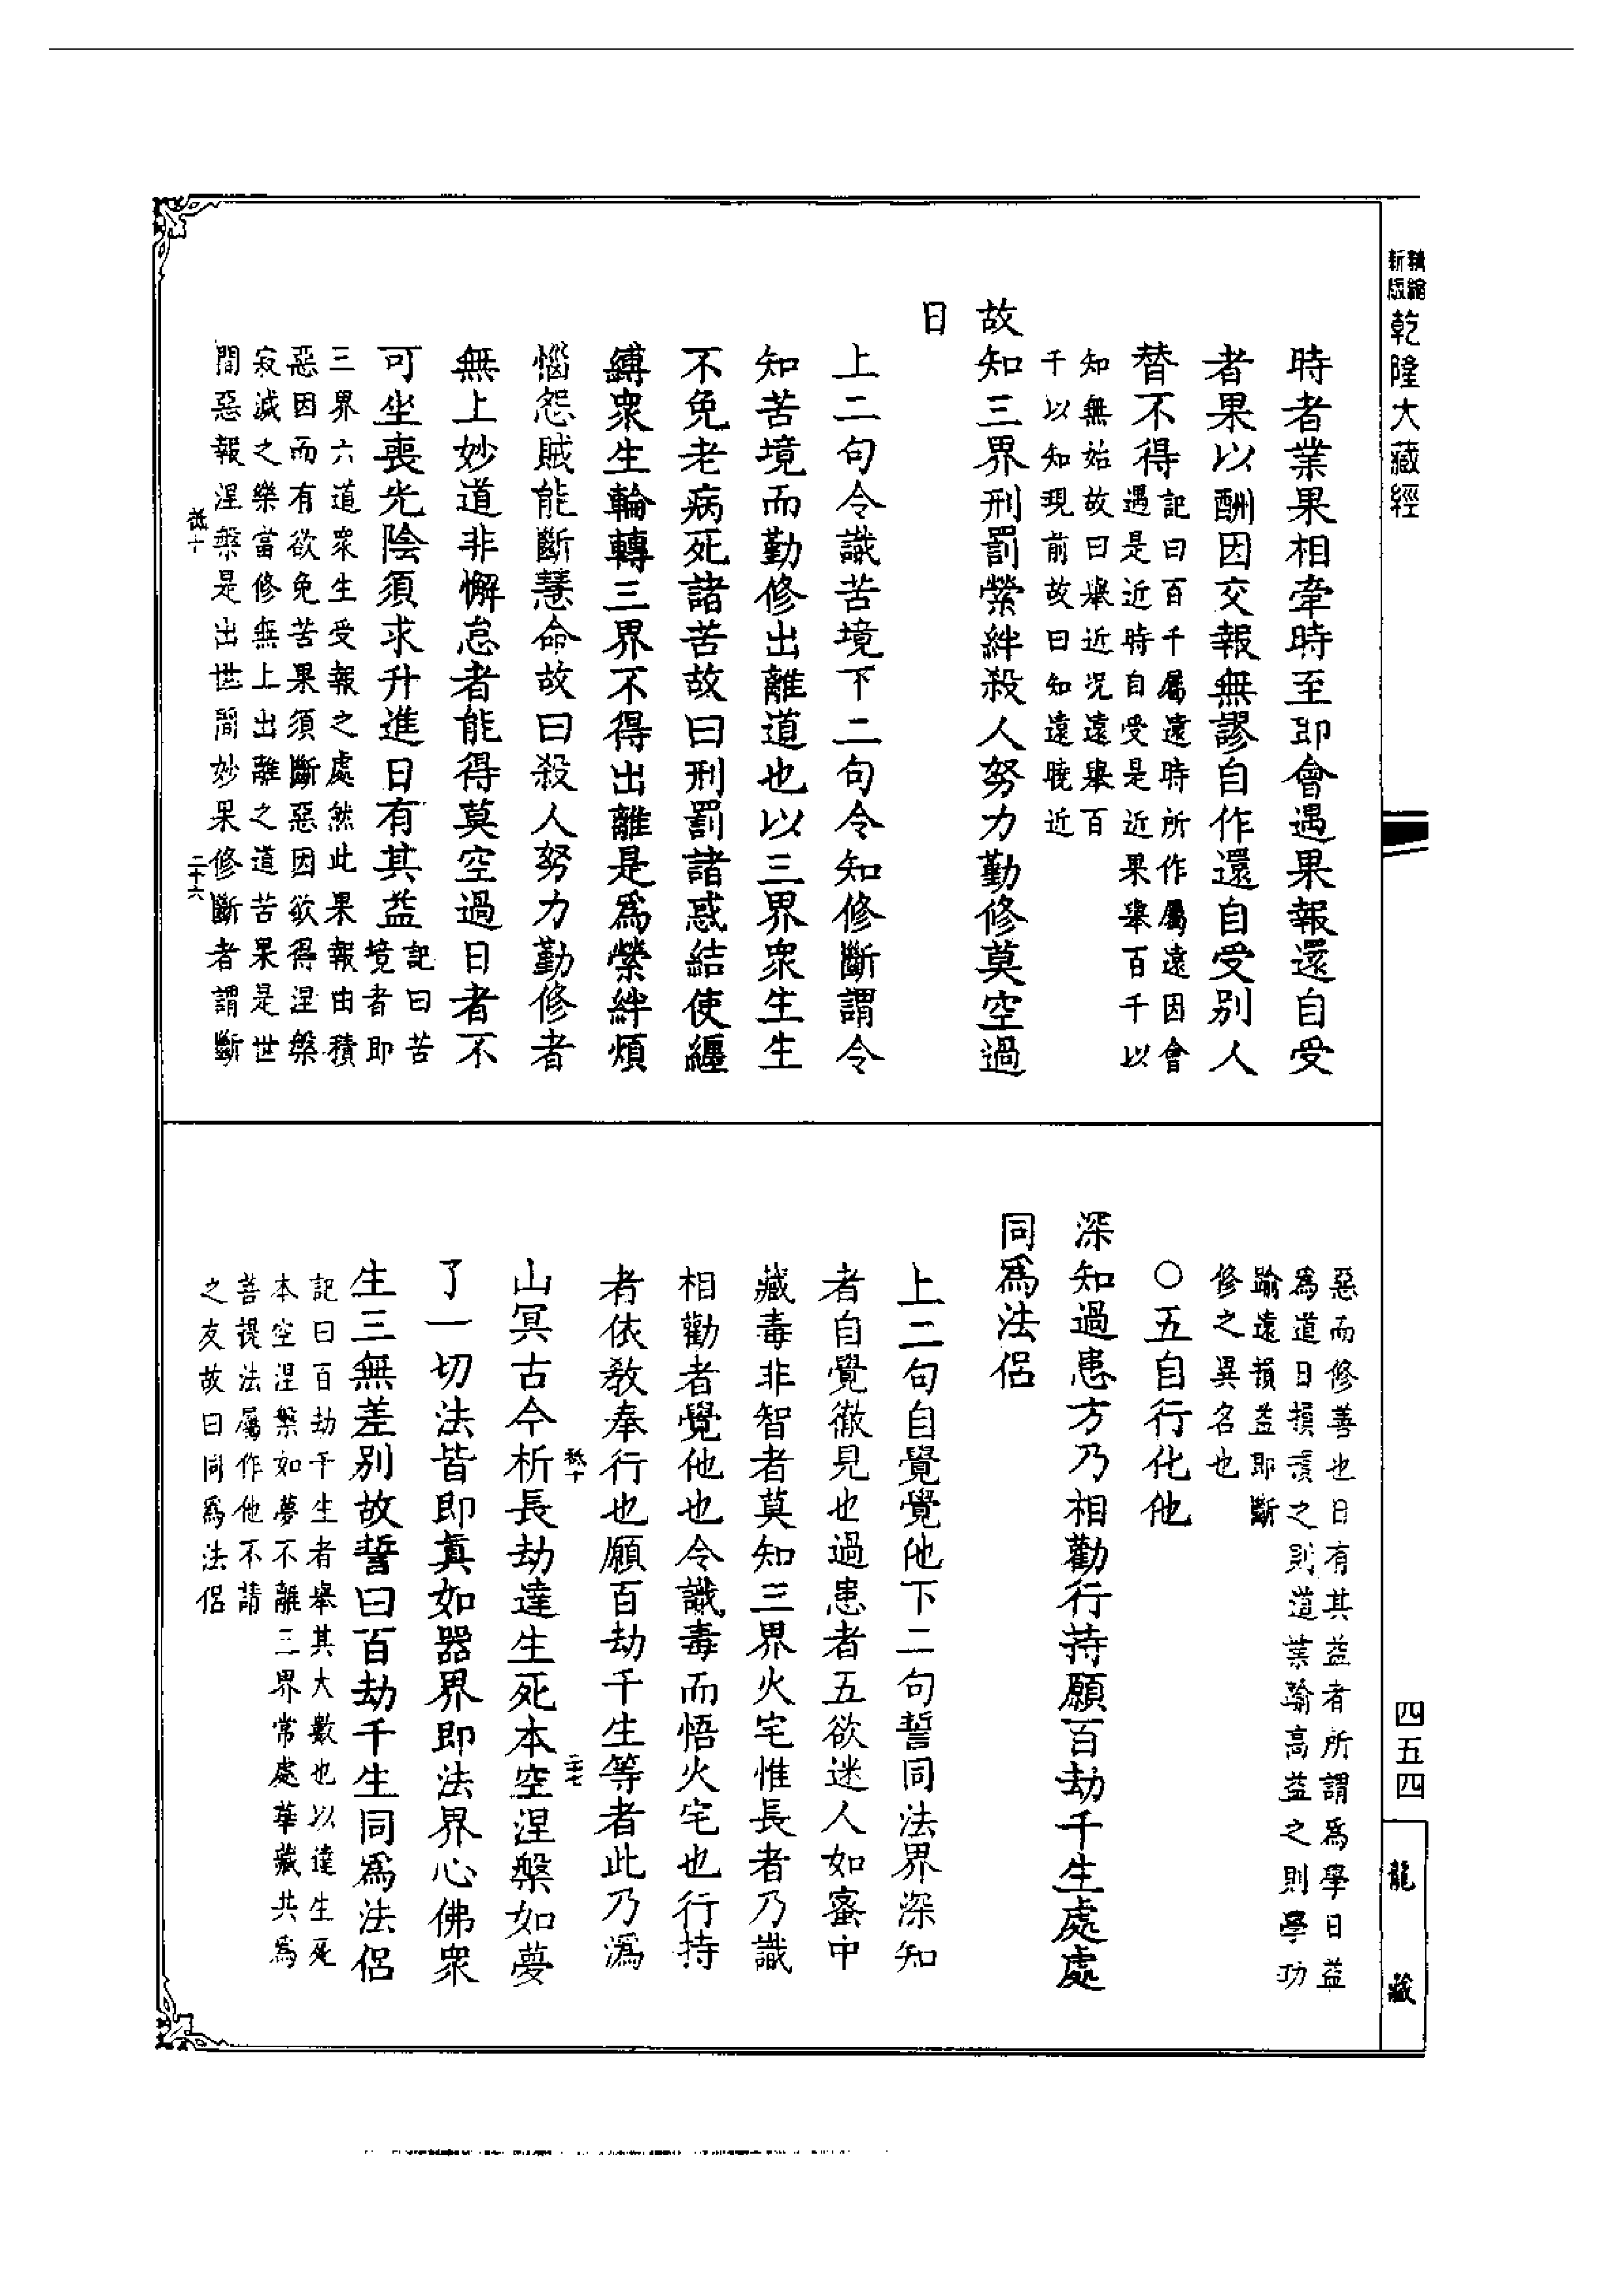 新版精縮乾隆大藏經
時者業果相牽時至即會遇果報還自受
者果以酬因交報無謬自作還自受別人
替不得記曰百千屬遠時所作屬遠因會
遇是近時自受是近果舉百千以
知無始故曰舉近況遠舉百
千以知現前故曰知遠曉近
故知三界刑罰縈絆殺人努力勤修莫空過
日
上二句令識苦境下二句令知修斷謂令
知苦境而勤修出離道也以三界眾生生
不免老病死諸苦故曰刑罰諸惑結使纏
縛眾生輪轉三界不得出離是為縈絆煩
惱怨賊能斷慧命故曰殺人努力勤修者
無上妙道非懈怠者能得莫空過日者不
可坐喪光陰須求升進日有其益記曰苦
境者即
三界六道眾生受報之處然此果報由積
惡因而有欲免苦果須斷惡因欲得涅槃
寂滅之樂當修無上出離之道苦果是世
間惡報涅槃是出世間妙果修斷者謂斷
二十六
惡而修善也日有其益者所謂為學日益
為道日損損之則道業踰高益之則學功
踰遠損益即斷
修之異名也
○五自行化他
深知過患方乃相勸行持願百劫千生處處
同為法侶
上二句自覺覺他下二句誓同法界深知
者自覺徹見也過患者五欲迷人如蜜中
藏毒非智者莫知三界火宅惟長者乃識
相勸者覺他也令識毒而悟火宅也行持
者依教奉行也願百劫千生等者此乃溈
二十七
山冥古今析長劫達生死本空涅槃如夢
了一切法皆即真如器界即法界心佛眾
生三無差別故誓曰百劫千生同為法侶
記曰百劫千生者舉其大數也以達生死
本空涅槃如夢不離三界常處華藏共為
菩提法屬作他不請
之友故曰同為法侶
四五四
龍藏